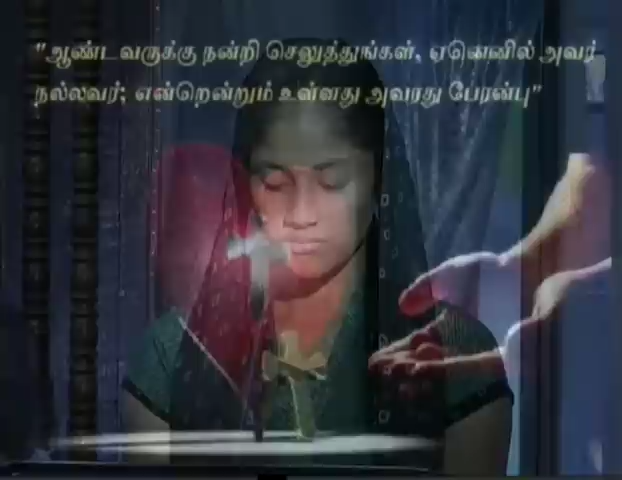 "ஆண்டவருக்கு நன்றி செலுத்துங்கள், ஏனெனில் அவர்
நல்லவர்; என்றென்றும் உள்ளது அவரது பேரன்பு"